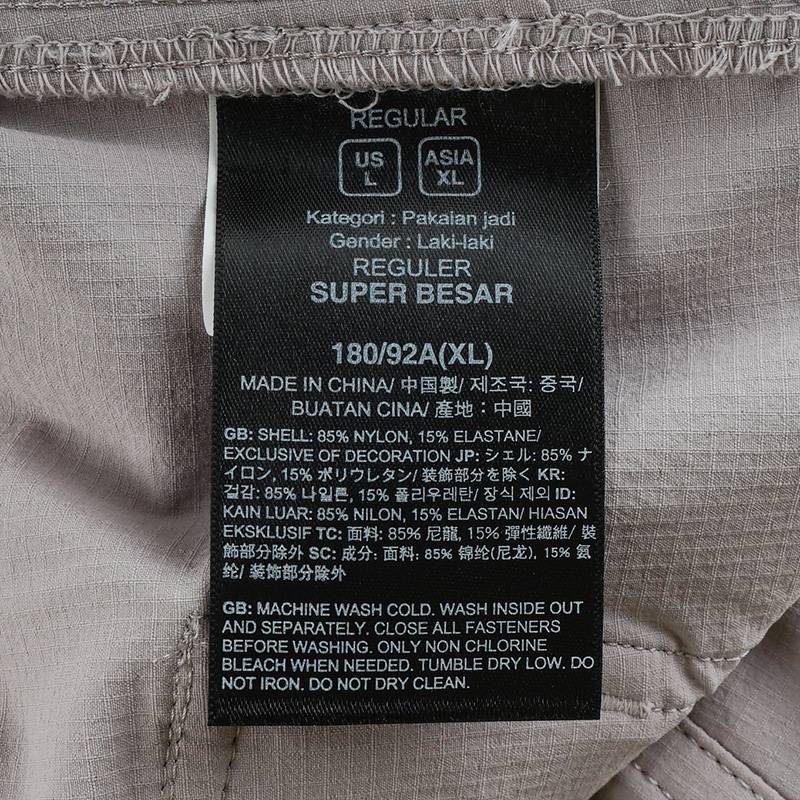 REGULAR
US ASIA
L XL
Kategori : Pakaian jadi
Gender : Laki-laki
REGULER
SUPER BESAR
180/92A(XL)
MADE IN CHINA/ 中国製/ 제조국: 중국/
BUATAN CINA/ 產地：中國
GB: SHELL: 85% NYLON, 15% ELASTANE/
EXCLUSIVE OF DECORATION JP: シェル: 85% ナ
イロン, 15% ポリウレタン/ 装飾部分を除く KR:
겉감: 85% 나일론, 15% 폴리우레탄/ 장식 제외 ID:
KAIN LUAR: 85% NILON, 15% ELASTAN/ HIASAN
EKSKLUSIF TC: 面料: 85% 尼龍, 15% 彈性纖維/ 裝
飾部分除外 SC: 成分: 面料: 85% 锦纶(尼龙), 15% 氨
纶/ 装饰部分除外
GB: MACHINE WASH COLD. WASH INSIDE OUT
AND SEPARATELY. CLOSE ALL FASTENERS
BEFORE WASHING. ONLY NON CHLORINE
BLEACH WHEN NEEDED. TUMBLE DRY LOW. DO
NOT IRON. DO NOT DRY CLEAN.